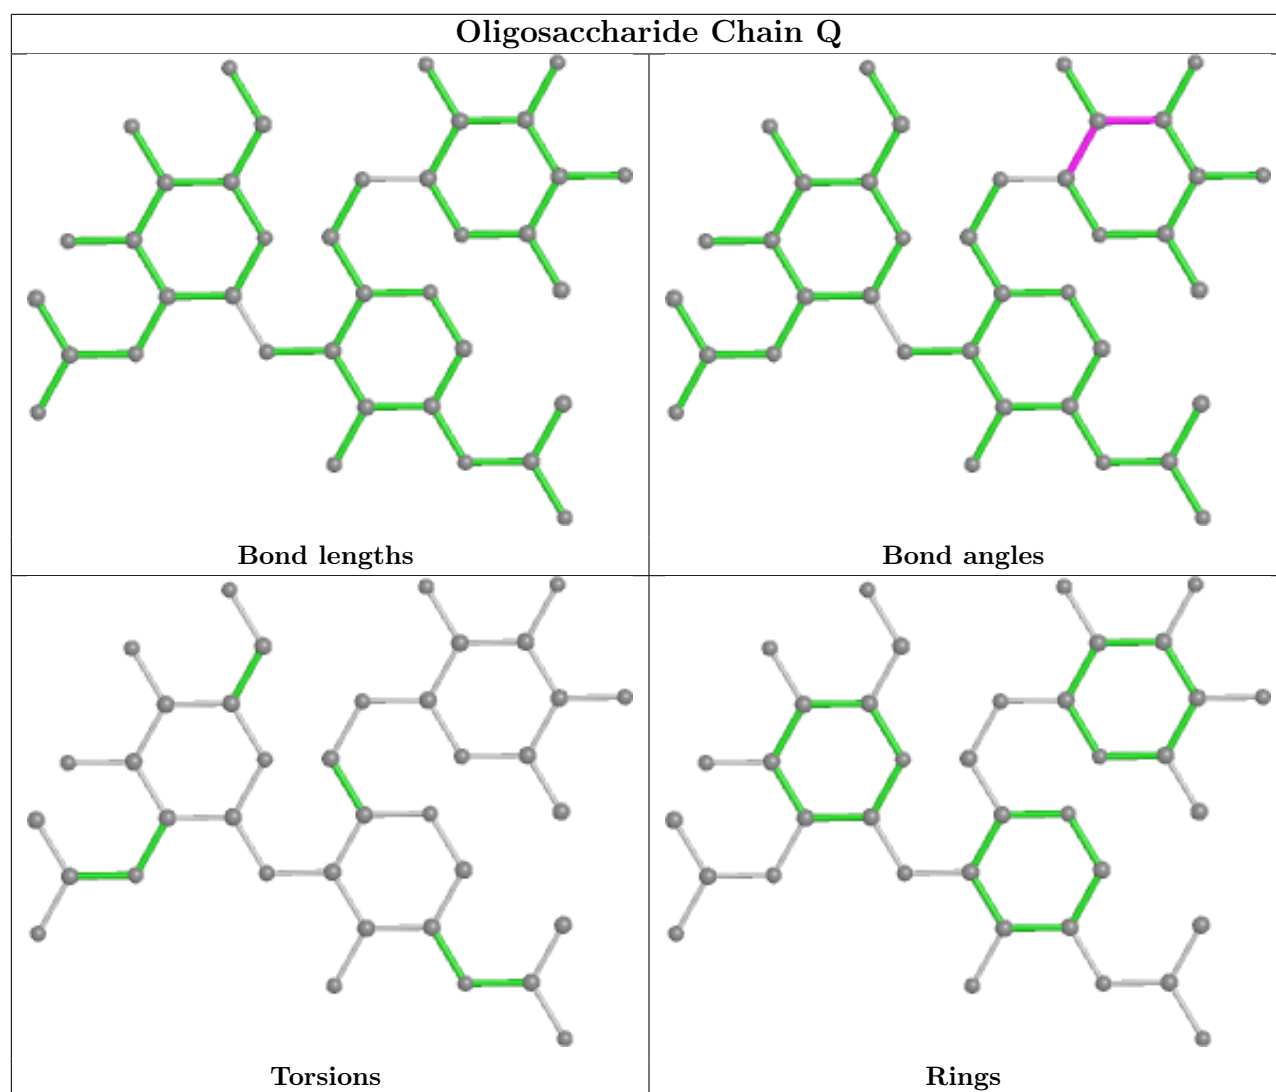 Oligosaccharide Chain Q
Bond lengths
Bond angles
Torsions
Rings